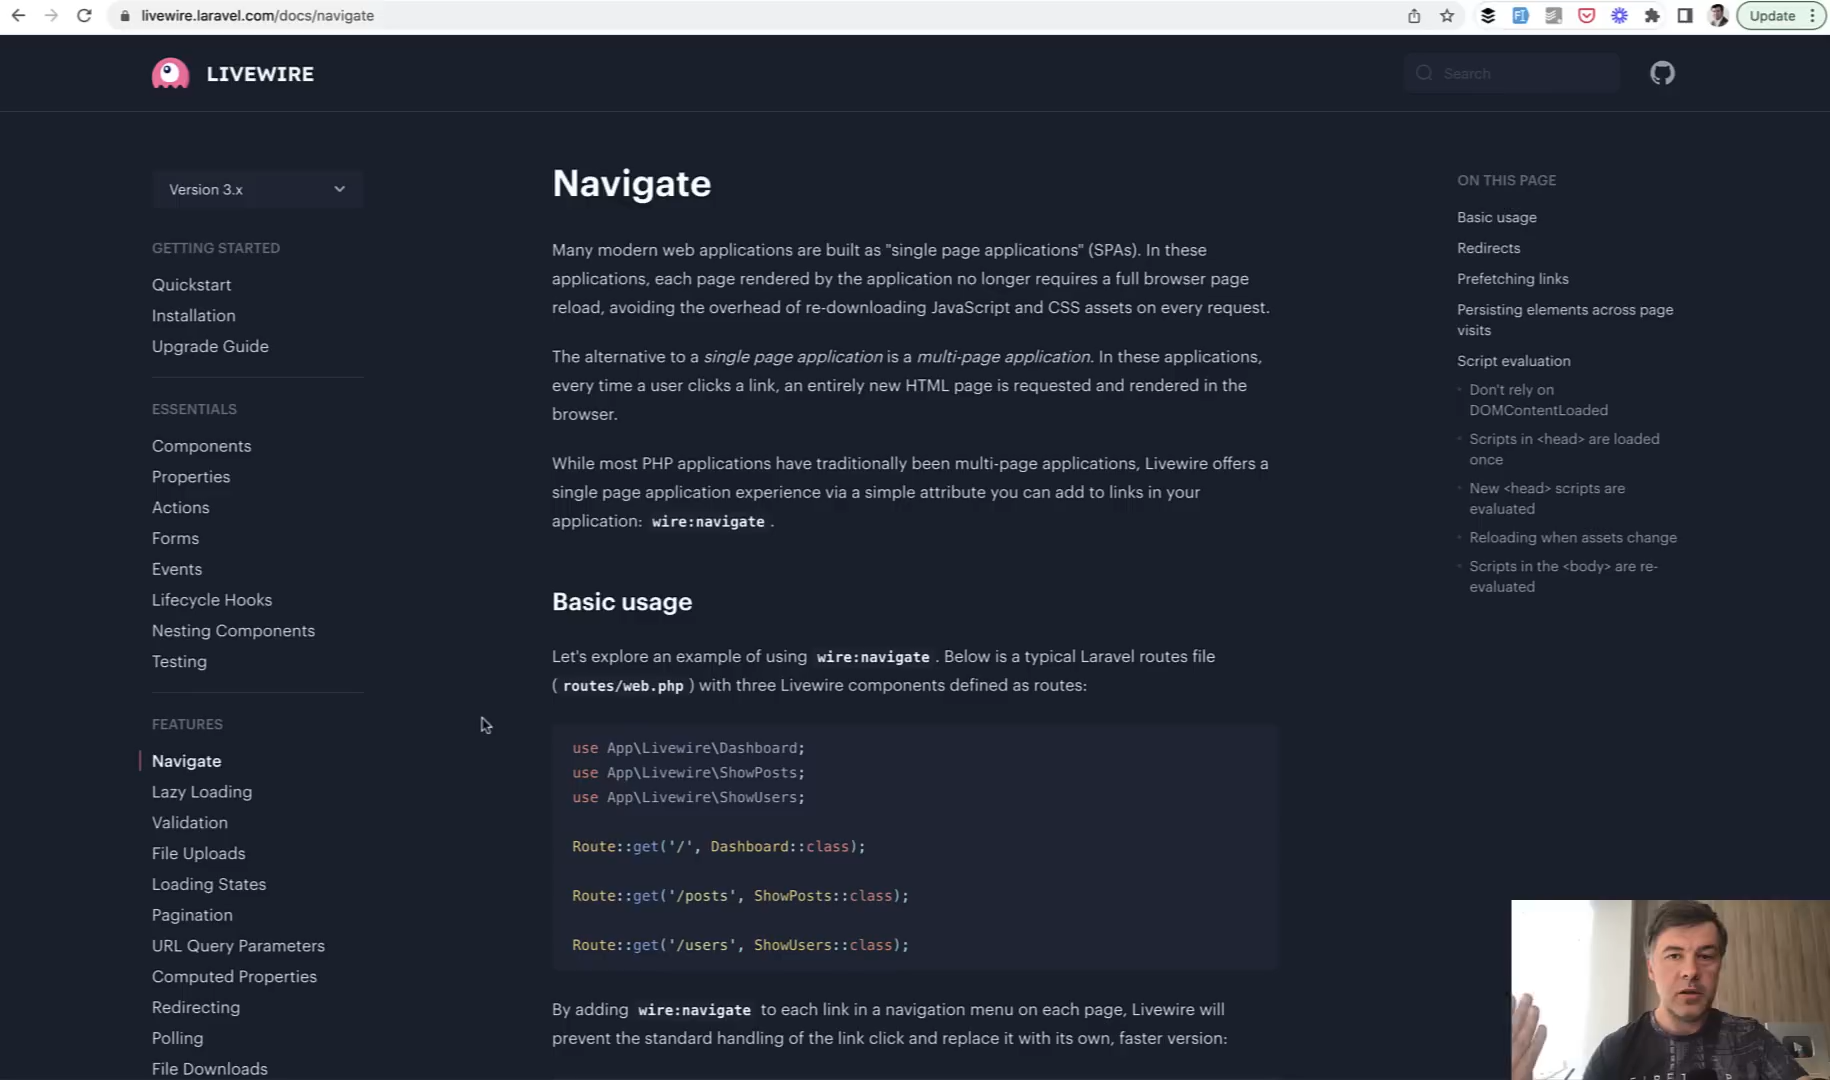 livewire.laravel.com/docs/navigate
Update
LIVEWIRE
Search
Version 3.x
GETTING STARTED
Quickstart
Installation
Upgrade Guide
ESSENTIALS
Components
Properties
Actions
Forms
Events
Lifecycle Hooks
Nesting Components
Testing
FEATURES
Navigate
Lazy Loading
Validation
File Uploads
Loading States
Pagination
URL Query Parameters
Computed Properties
Redirecting
Polling
File Downloads
Navigate
Many modern web applications are built as "single page applications" (SPAs). In these
applications, each page rendered by the application no longer requires a full browser page
reload, avoiding the overhead of re-downloading JavaScript and CSS assets on every request.
The alternative to a single page application is a multi-page application. In these applications,
every time a user clicks a link, an entirely new HTML page is requested and rendered in the
browser.
While most PHP applications have traditionally been multi-page applications, Livewire offers a
single page application experience via a simple attribute you can add to links in your
application: wire:navigate .
Basic usage
Let's explore an example of using wire:navigate . Below is a typical Laravel routes file
( routes/web.php ) with three Livewire components defined as routes:
use App\Livewire\Dashboard;
use App\Livewire\ShowPosts;
use App\Livewire\ShowUsers;
Route::get('/', Dashboard::class);
Route::get('/posts', ShowPosts::class);
Route::get('/users', ShowUsers::class);
By adding wire:navigate to each link in a navigation menu on each page, Livewire will
prevent the standard handling of the link click and replace it with its own, faster version:
ON THIS PAGE
Basic usage
Redirects
Prefetching links
Persisting elements across page
visits
Script evaluation
Don't rely on
DOMContentLoaded
Scripts in <head> are loaded
once
New <head> scripts are
evaluated
Reloading when assets change
Scripts in the <body> are re-
evaluated